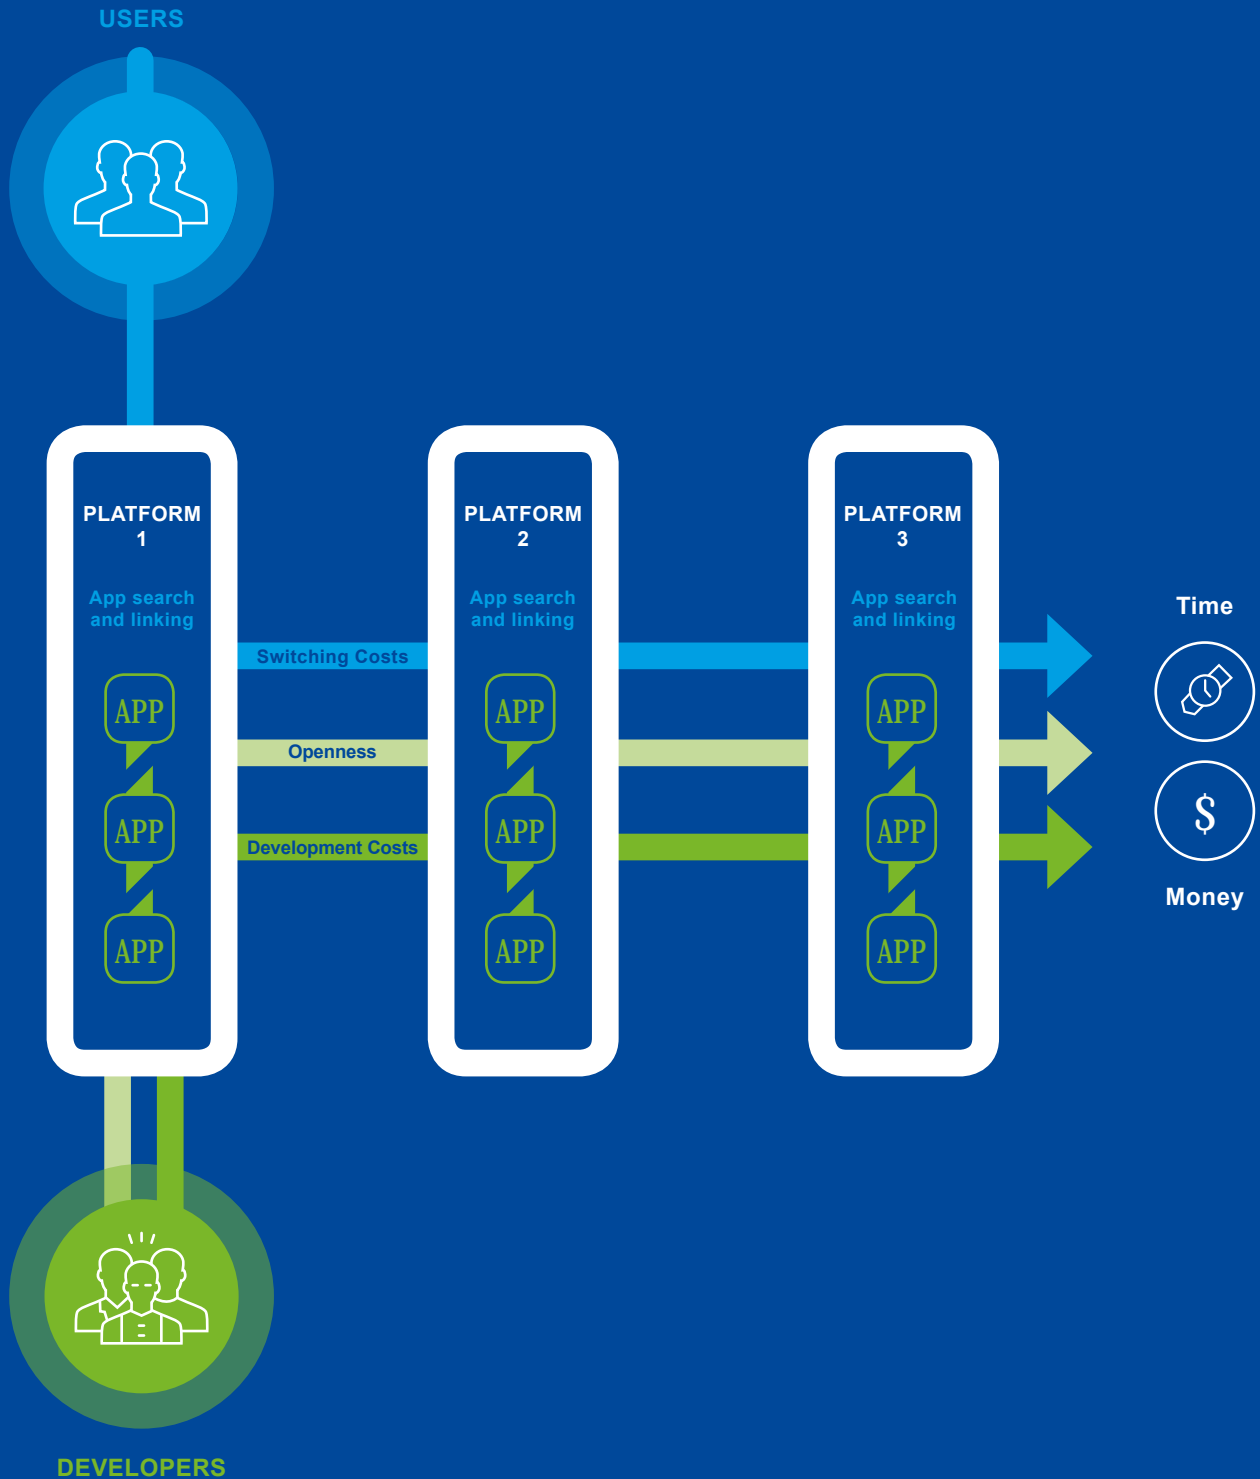 USERS
PLATFORM
1
App search
and linking
APP
APP
APP
Switching Costs
Openness
Development Costs
PLATFORM
2
App search
and linking
APP
APP
APP
PLATFORM
3
App search
and linking
APP
APP
APP
Time
$
Money
DEVELOPERS